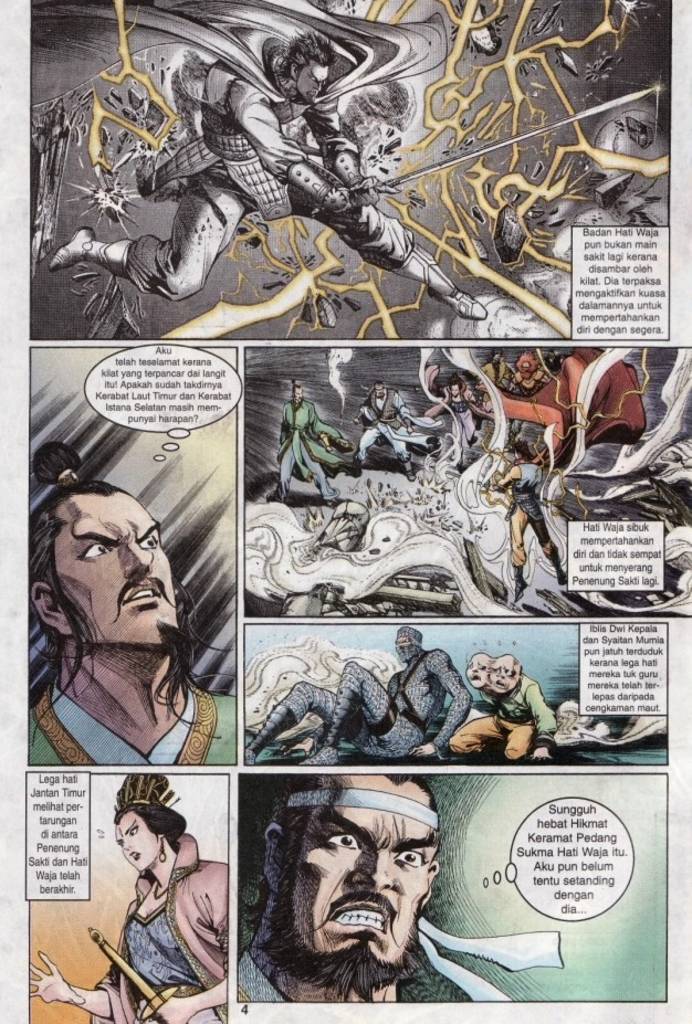 Badan Hati Waja
pun bukan main
sakit lagi kerana
disambar oleh
kilat. Dia terpaksa
mengaktifkan kuasa
dalamannya untuk
mempertahankan
diri dengan segera.
Aku
telah teselamat kerana
kilat yang terpancar dai langit
itu! Apakah sudah takdirnya
Kerabat Laut Timur dan Kerabat
Istana Selatan masih mem-
punyai harapan?
Hati Waja sibuk
mempertahankan
diri dan tidak sempat
untuk menyerang
Penenung Sakti lagi.
Iblis Dwi Kepala
dan Syaitan Mumia
pun jatuh terduduk
kerana lega hati
mereka tuk guru
mereka telah ter-
lepas daripada
cengkaman maut.
Lega hati
Jantan Timur
melihat per-
tarungan
di antara
Penenung
Sakti dan Hati
Waja telah
berakhir.
Sungguh
hebat Hikmat
Keramat Pedang
Sukma Hati Waja itu.
Aku pun belum
tentu setanding
dengan
dia...
4